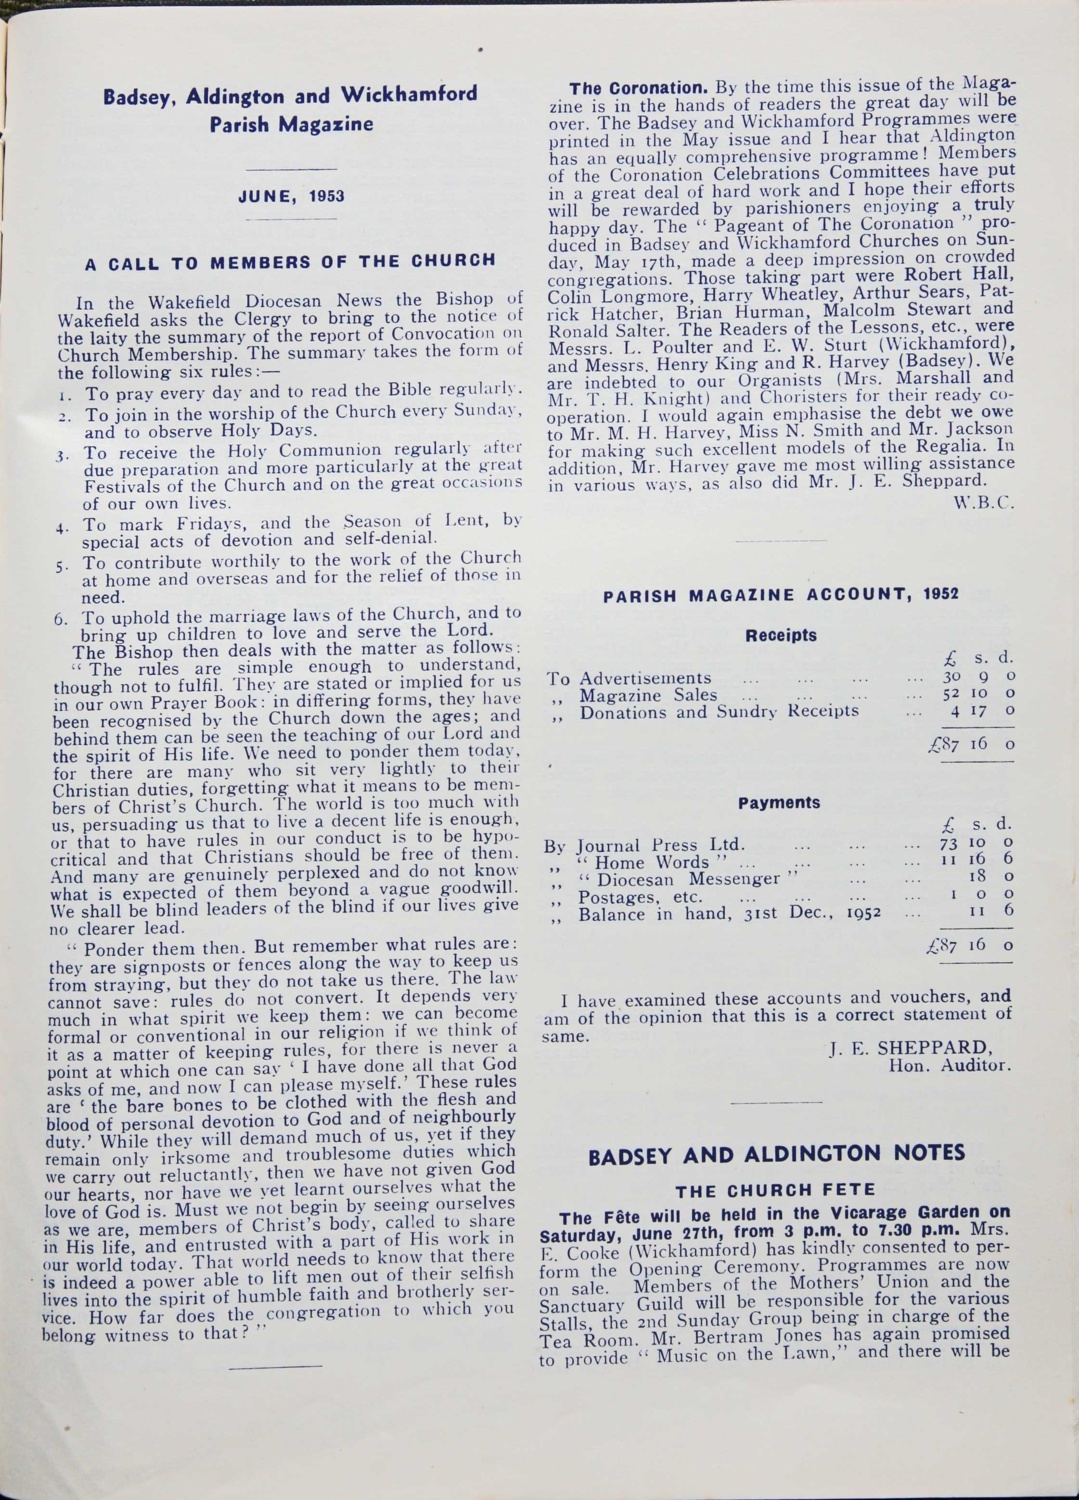 Badsey, Aldington and Wickhamford
Parish Magazine
JUNE, 1953
A CALL TO MEMBERS OF THE CHURCH
In the Wakefield Diocesan News the Bishop of
Wakefield asks the Clergy to bring to the notice of
the laity the summary of the report of Convocation on
Church Membership. The summary takes the form of
the following six rules:—
1. To pray every day and to read the Bible regularly.
2. To join in the worship of the Church every Sunday,
and to observe Holy Days.
3. To receive the Holy Communion regularly after
due preparation and more particularly at the great
Festivals of the Church and on the great occasions
of our own lives.
4. To mark Fridays, and the Season of Lent, by
special acts of devotion and self-denial.
5. To contribute worthily to the work of the Church
at home and overseas and for the relief of those in
need.
6. To uphold the marriage laws of the Church, and to
bring up children to love and serve the Lord.
The Bishop then deals with the matter as follows:
“ The rules are simple enough to understand,
though not to fulfil. They are stated or implied for us
in our own Prayer Book: in differing forms, they have
been recognised by the Church down the ages; and
behind them can be seen the teaching of our Lord and
the spirit of His life. We need to ponder them today,
for there are many who sit very lightly to their
Christian duties, forgetting what it means to be mem-
bers of Christ's Church. The world is too much with
us, persuading us that to live a decent life is enough,
or that to have rules in our conduct is to be hypo-
critical and that Christians should be free of them.
And many are genuinely perplexed and do not know
what is expected of them beyond a vague goodwill.
We shall be blind leaders of the blind if our lives give
no clearer lead.
“ Ponder them then. But remember what rules are:
they are signposts or fences along the way to keep us
from straying, but they do not take us there. The law
cannot save: rules do not convert. It depends very
much in what spirit we keep them: we can become
formal or conventional in our religion if we think of
it as a matter of keeping rules, for there is never a
point at which one can say ‘ I have done all that God
asks of me, and now I can please myself.’ These rules
are ‘ the bare bones to be clothed with the flesh and
blood of personal devotion to God and of neighbourly
duty.’ While they will demand much of us, yet if they
remain only irksome and troublesome duties which
we carry out reluctantly, then we have not given God
our hearts, nor have we yet learnt ourselves what the
love of God is. Must we not begin by seeing ourselves
as we are, members of Christ's body, called to share
in His life, and entrusted with a part of His work in
our world today. That world needs to know that there
is indeed a power able to lift men out of their selfish
lives into the spirit of humble faith and brotherly ser-
vice. How far does the congregation to which you
belong witness to that? ”
The Coronation. By the time this issue of the Maga-
zine is in the hands of readers the great day will be
over. The Badsey and Wickhamford Programmes were
printed in the May issue and I hear that Aldington
has an equally comprehensive programme! Members
of the Coronation Celebrations Committees have put
in a great deal of hard work and I hope their efforts
will be rewarded by parishioners enjoying a truly
happy day. The “ Pageant of The Coronation ” pro-
duced in Badsey and Wickhamford Churches on Sun-
day, May 17th, made a deep impression on crowded
congregations. Those taking part were Robert Hall,
Colin Longmore, Harry Wheatley, Arthur Sears, Pat-
rick Hatcher, Brian Hurman, Malcolm Stewart and
Ronald Salter. The Readers of the Lessons, etc., were
Messrs. L. Poulter and E. W. Sturt (Wickhamford),
and Messrs. Henry King and R. Harvey (Badsey). We
are indebted to our Organists (Mrs. Marshall and
Mr. T. H. Knight) and Choristers for their ready co-
operation. I would again emphasise the debt we owe
to Mr. M. H. Harvey, Miss N. Smith and Mr. Jackson
for making such excellent models of the Regalia. In
addition, Mr. Harvey gave me most willing assistance
in various ways, as also did Mr. J. E. Sheppard.
W.B.C.
PARISH MAGAZINE ACCOUNT, 1952
Receipts
£ s. d.
To Advertisements ... ... ... ... 30 9 0
,, Magazine Sales ... ... ... ... 52 10 0
,, Donations and Sundry Receipts ... 4 17 0
£87 16 0
Payments
£ s. d.
By Journal Press Ltd. ... ... ... 73 10 0
,, “ Home Words ” ... ... ... ... 11 16 6
,, “ Diocesan Messenger ” ... ... 18 0
,, Postages, etc. ... ... ... ... 1 0 0
,, Balance in hand, 31st Dec., 1952 ... 11 6
£87 16 0
I have examined these accounts and vouchers, and
am of the opinion that this is a correct statement of
same.
J. E. SHEPPARD,
Hon. Auditor.
BADSEY AND ALDINGTON NOTES
THE CHURCH FETE
The Fête will be held in the Vicarage Garden on
Saturday, June 27th, from 3 p.m. to 7.30 p.m. Mrs.
E. Cooke (Wickhamford) has kindly consented to per-
form the Opening Ceremony. Programmes are now
on sale. Members of the Mothers' Union and the
Sanctuary Guild will be responsible for the various
Stalls, the 2nd Sunday Group being in charge of the
Tea Room. Mr. Bertram Jones has again promised
to provide “ Music on the Lawn,” and there will be